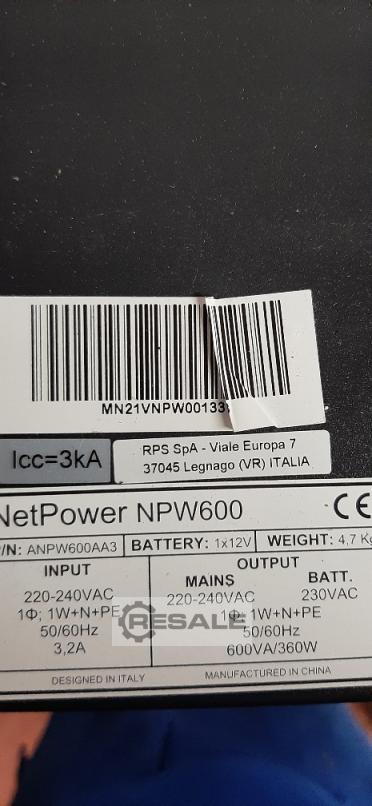 MN21VNPW00133
Icc=3kA
RPS SpA - Viale Europa 7
37045 Legnago (VR) ITALIA
NetPower NPW600 CE
P/N: ANPW600AA3 BATTERY: 1x12V WEIGHT: 4,7 Kg
INPUT
220-240VAC
1Φ; 1W+N+PE
50/60Hz
3,2A
OUTPUT
MAINS BATT.
220-240VAC 230VAC
1Φ; 1W+N+PE
50/60Hz
600VA/360W
RESALE
DESIGNED IN ITALY MANUFACTURED IN CHINA